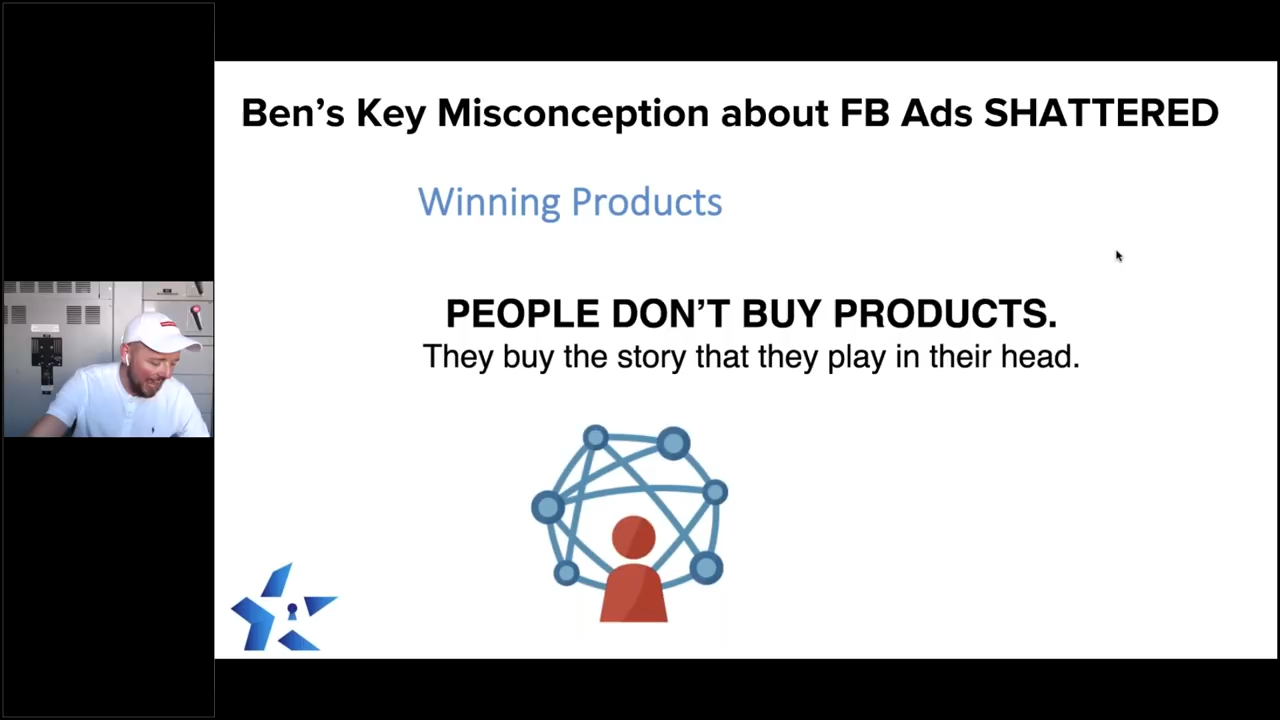 Ben’s Key Misconception about FB Ads SHATTERED
Winning Products
PEOPLE DON’T BUY PRODUCTS.
They buy the story that they play in their head.